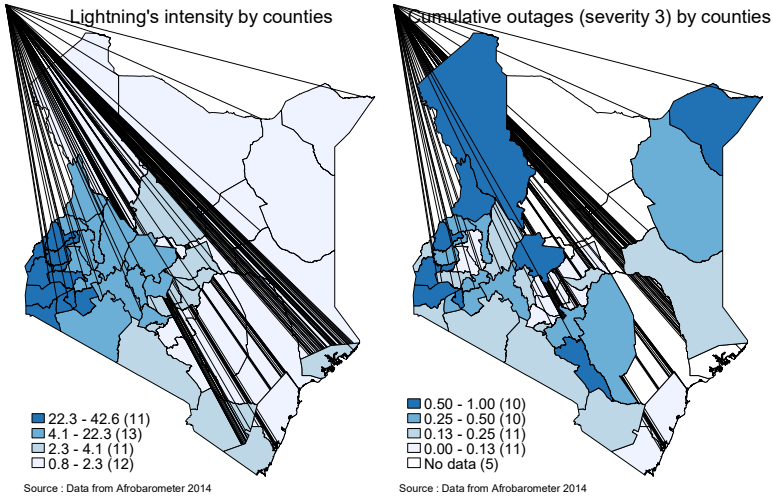 Lightning's intensity by counties
22.3 - 42.6 (11)
4.1 - 22.3 (13)
2.3 - 4.1 (11)
0.8 - 2.3 (12)
Source : Data from Afrobarometer 2014
Cumulative outages (severity 3) by counties
0.50 - 1.00 (10)
0.25 - 0.50 (10)
0.13 - 0.25 (11)
0.00 - 0.13 (11)
No data (5)
Source : Data from Afrobarometer 2014